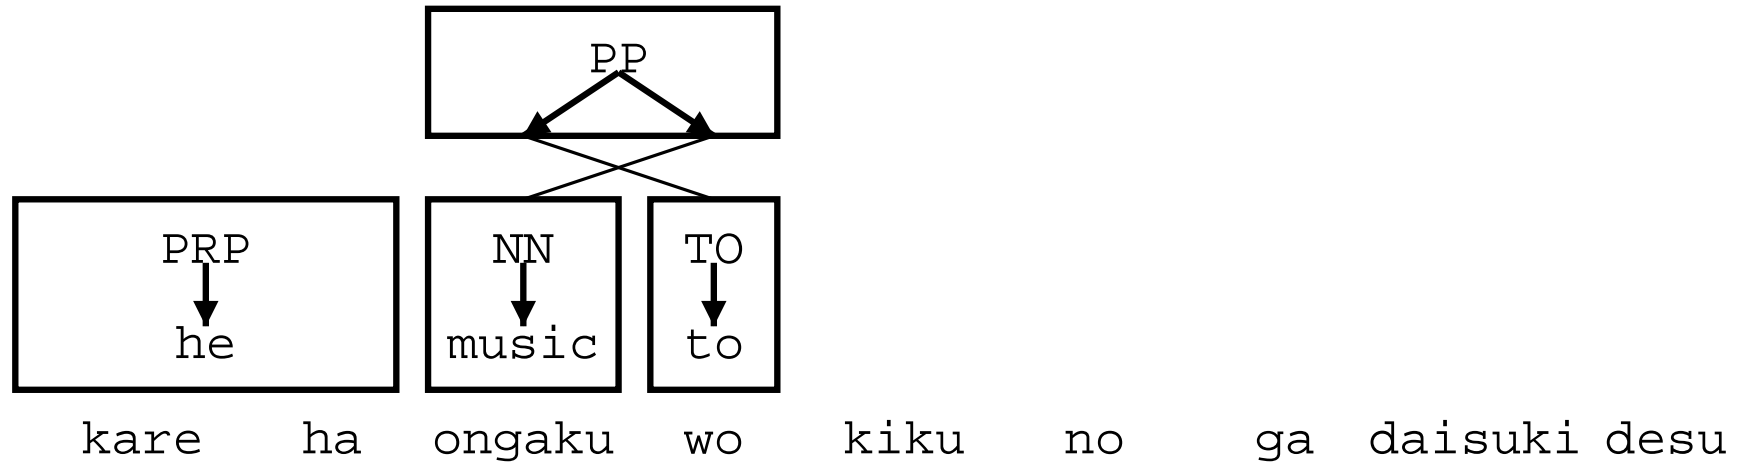 PP
PRP NN TO
he music to
kare ha ongaku wo kiku no ga daisuki desu